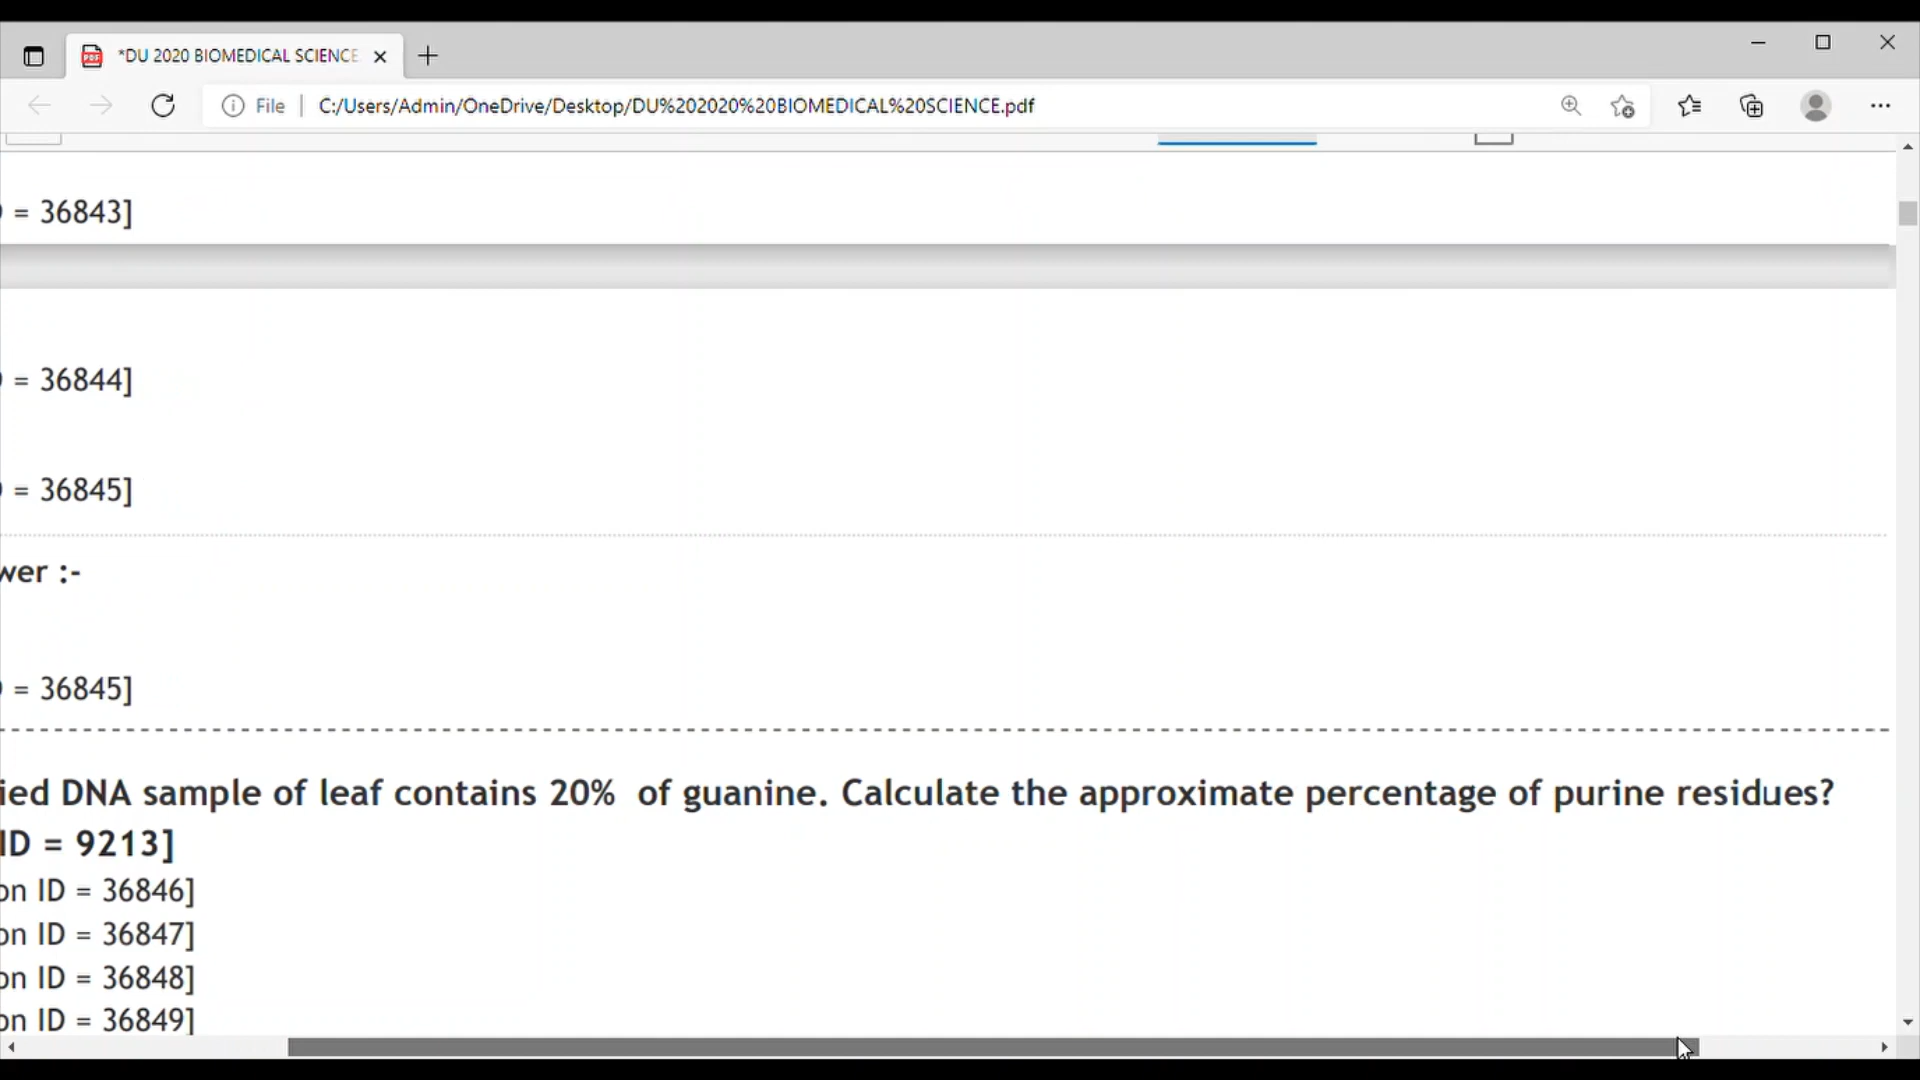 *DU 2020 BIOMEDICAL SCIENCE
File
C:/Users/Admin/OneDrive/Desktop/DU%202020%20BIOMEDICAL%20SCIENCE.pdf
= 36843]
= 36844]
= 36845]
wer :-
= 36845]
ied DNA sample of leaf contains 20% of guanine. Calculate the approximate percentage of purine residues?
ID = 9213]
on ID = 36846]
on ID = 36847]
on ID = 36848]
on ID = 36849]